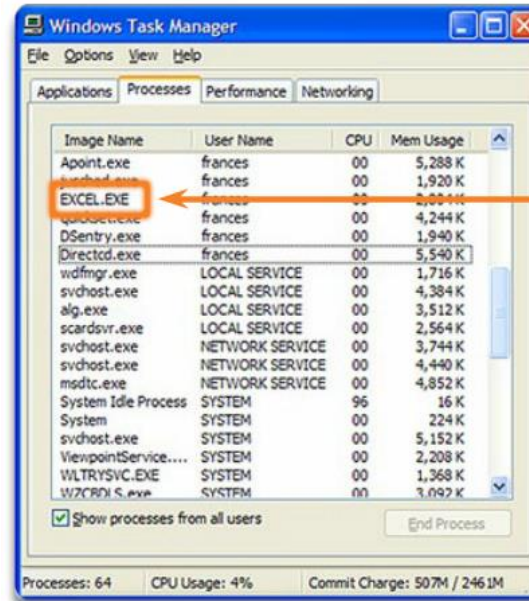 Windows Task Manager
File Options View Help
Applications Processes Performance Networking
Image Name User Name CPU Mem Usage
Apoint.exe frances 00 5,288 K
frances 00 1,920 K
EXCEL.EXE frances 00
frances 00 4,244 K
DSentry.exe frances 00 1,940 K
Directcd.exe frances 00 5,540 K
wdfmgr.exe LOCAL SERVICE 00 1,716 K
svchost.exe LOCAL SERVICE 00 4,384 K
alg.exe LOCAL SERVICE 00 3,512 K
scardsvr.exe LOCAL SERVICE 00 2,564 K
svchost.exe NETWORK SERVICE 00 3,744 K
svchost.exe NETWORK SERVICE 00 4,440 K
msdtc.exe NETWORK SERVICE 00 4,852 K
System Idle Process SYSTEM 96 16 K
System SYSTEM 00 224 K
svchost.exe SYSTEM 00 5,152 K
ViewpointService.... SYSTEM 00 2,208 K
WLTRYSVC.EXE SYSTEM 00 1,368 K
WZCBDLS.exe SYSTEM 00 3,092 K
Show processes from all users End Process
Processes: 64 CPU Usage: 4% Commit Charge: 507M / 2461M